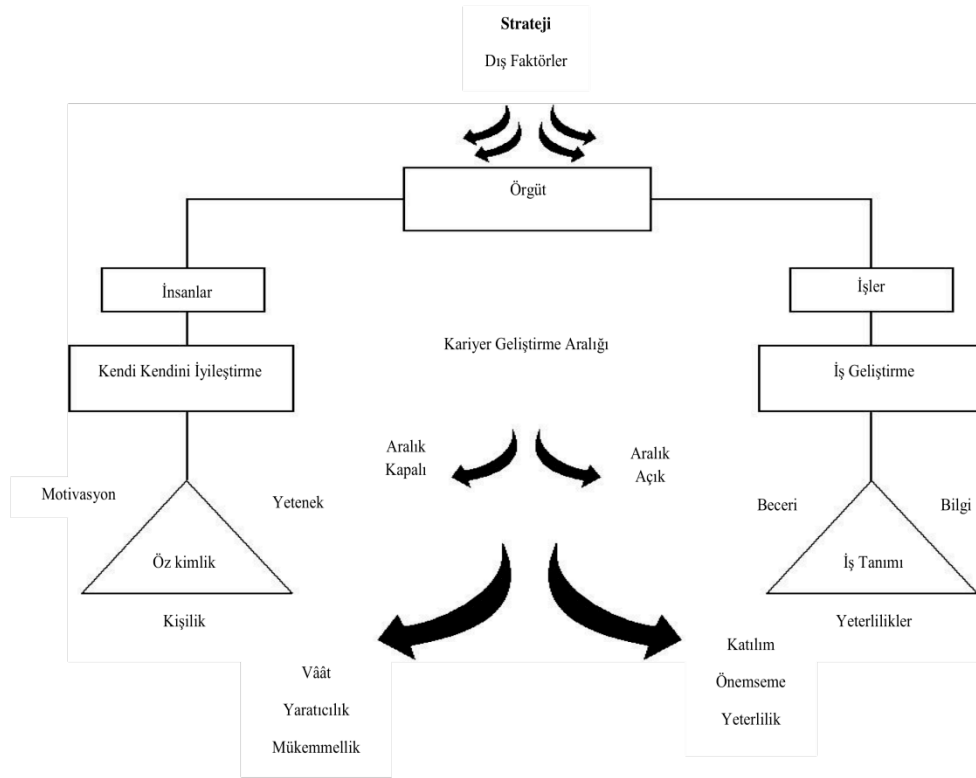 Strateji
Dış Faktörler
Örgüt
İnsanlar
İşler
Kariyer Geliştirme Aralığı
Kendi Kendini İyileştirme
İş Geliştirme
Aralık
Kapalı
Aralık
Açık
Motivasyon
Yetenek
Beceri
Bilgi
Öz kimlik
İş Tanımı
Kişilik
Yeterlilikler
Vâât
Yaratıcılık
Mükemmellik
Katılım
Önemseme
Yeterlilik